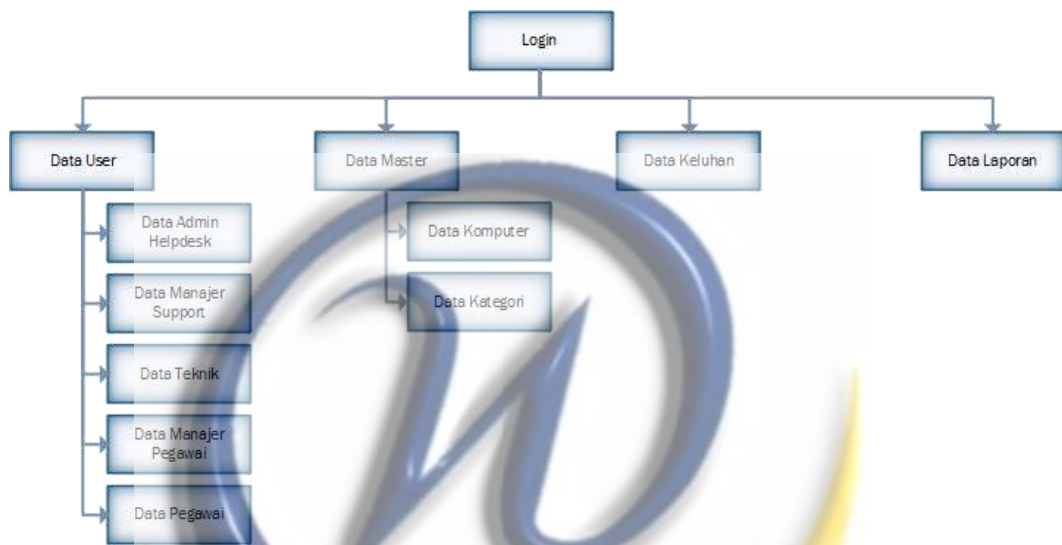 Login
Data User
Data Master
Data Keluhan
Data Laporan
Data Admin
Helpdesk
Data Manajer
Support
Data Teknik
Data Manajer
Pegawai
Data Pegawai
Data Komputer
Data Kategori